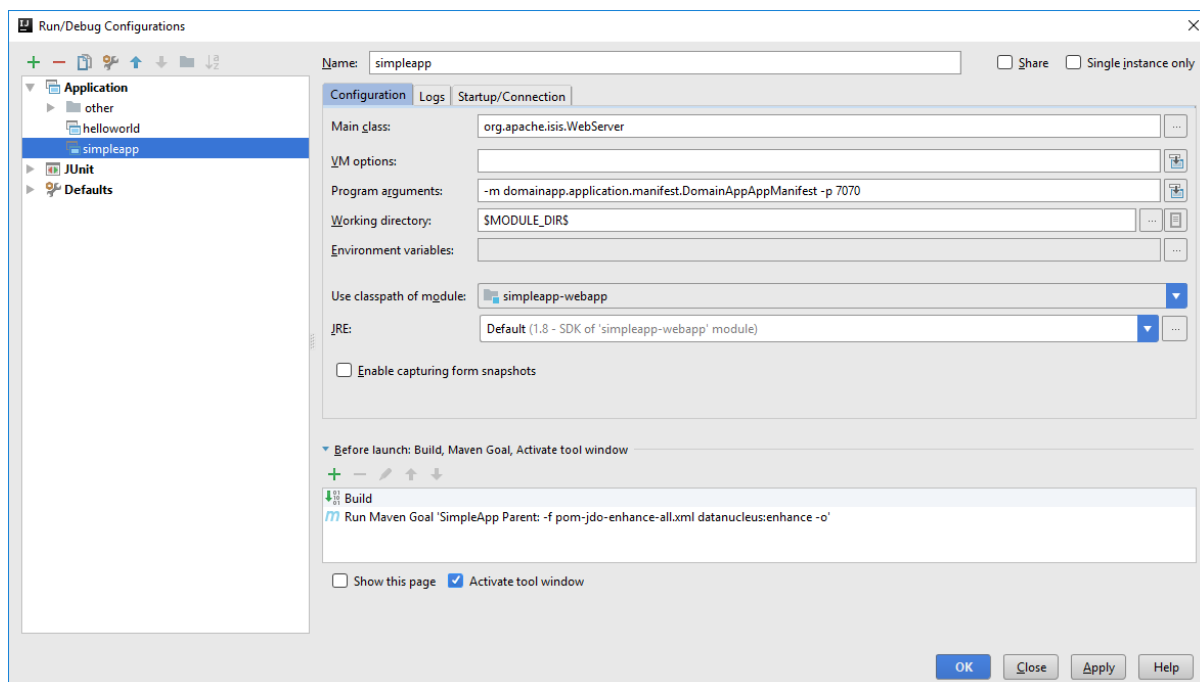 Run/Debug Configurations
Name: simpleapp Share Single instance only
Application
other
helloworld
simpleapp
JUnit
Defaults
Configuration Logs Startup/Connection
Main class: org.apache.isis.WebServer ...
VM options:
Program arguments: -m domainapp.application.manifest.DomainAppAppManifest -p 7070
Working directory: $MODULE_DIR$ ...
Environment variables: ...
Use classpath of module: simpleapp-webapp
JRE: Default (1.8 - SDK of 'simpleapp-webapp' module) ...
Enable capturing form snapshots
Before launch: Build, Maven Goal, Activate tool window
Build
m Run Maven Goal 'SimpleApp Parent: -f pom-jdo-enhance-all.xml datanucleus:enhance -o'
Show this page Activate tool window
OK Close Apply Help